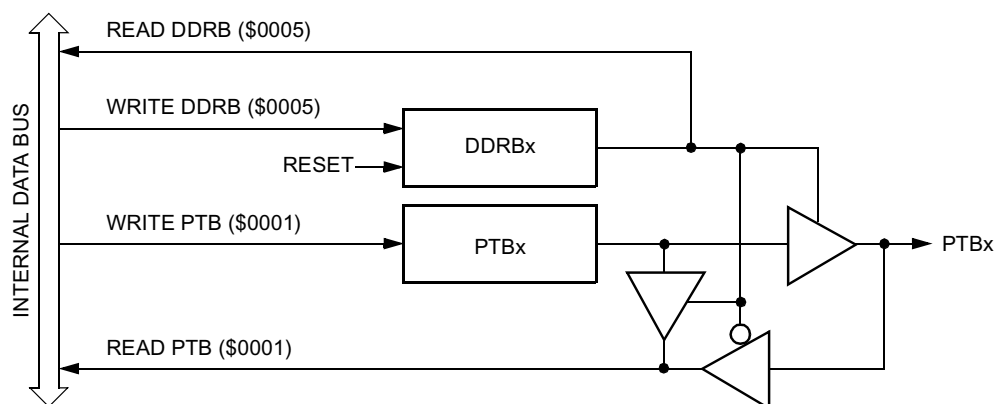 READ DDRB ($0005)
WRITE DDRB ($0005)
DDRBx
RESET
WRITE PTB ($0001)
PTBx
PTBx
READ PTB ($0001)
INTERNAL DATA BUS